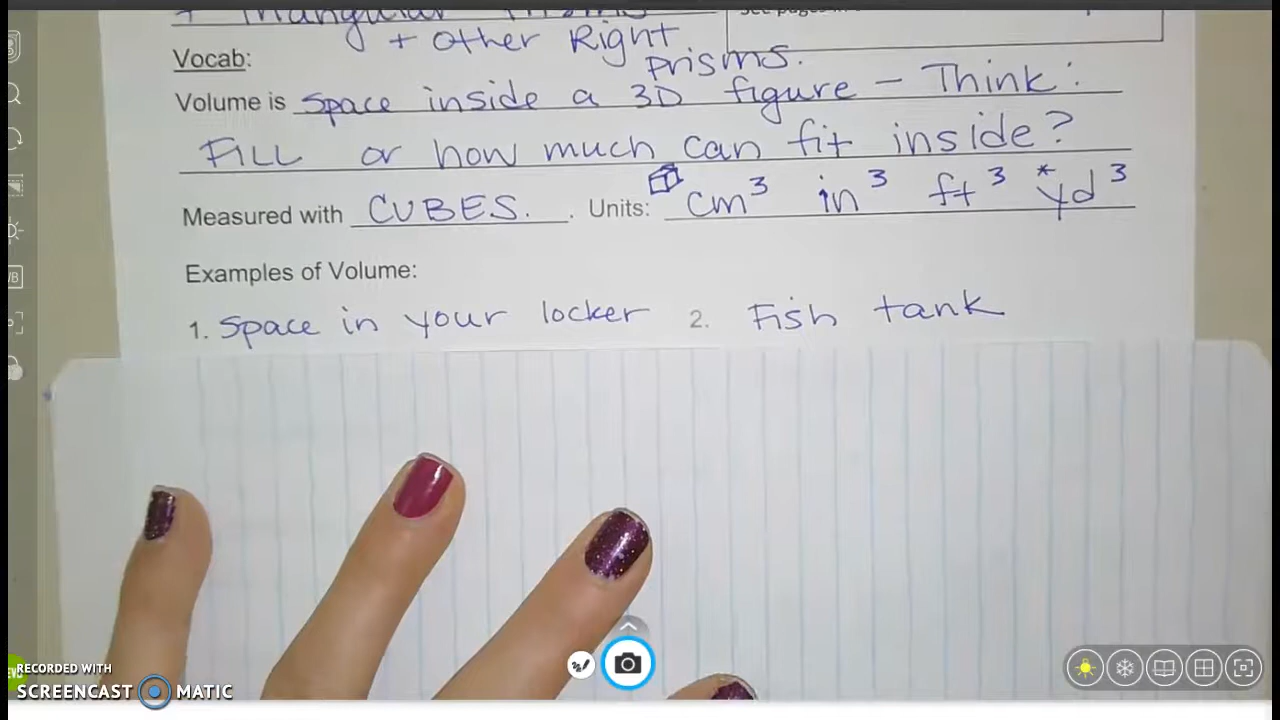 + Triangular Prisms
+ Other Right
prisms.
Vocab:
Volume is space inside a 3D figure – Think:
FILL or how much can fit inside?
Measured with CUBES. . Units: cm³ in³ ft³ *yd³
Examples of Volume:
1. Space in your locker 2. Fish tank
RECORDED WITH
SCREENCAST MATIC